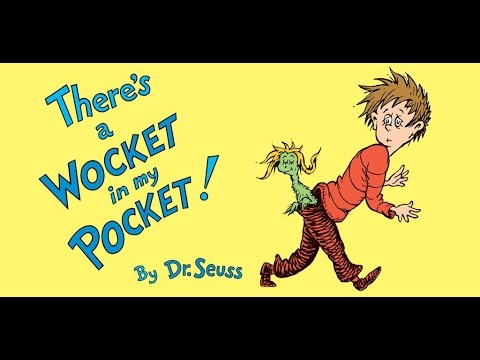 There's
a
WOCKET
in my
POCKET!
By Dr. Seuss